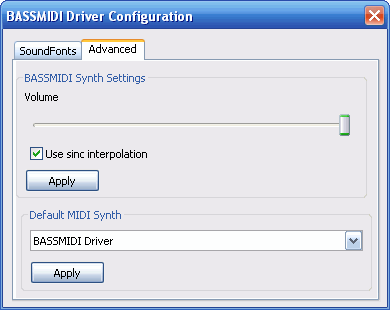 BASSMIDI Driver Configuration
SoundFonts Advanced
BASSMIDI Synth Settings
Volume
Use sinc interpolation
Apply
Default MIDI Synth
BASSMIDI Driver
Apply